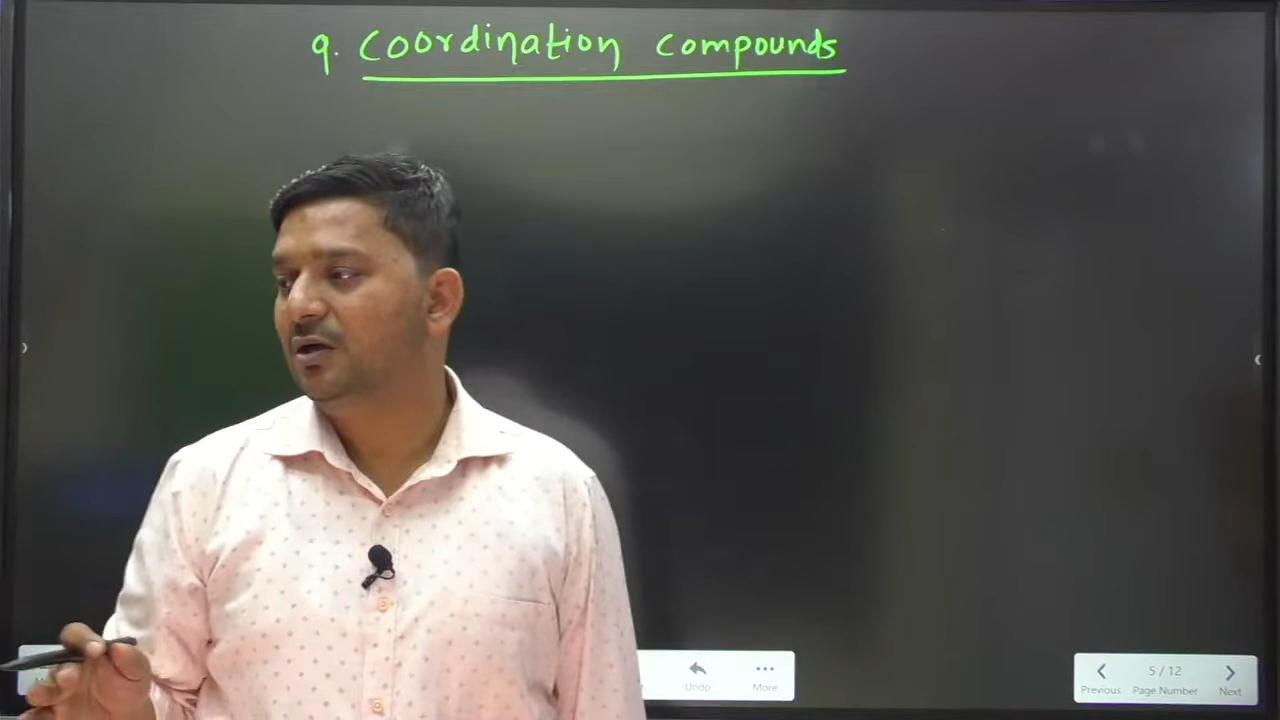 9. Coordination compounds
Undo
More
5/12
Previous
Page Number
Next